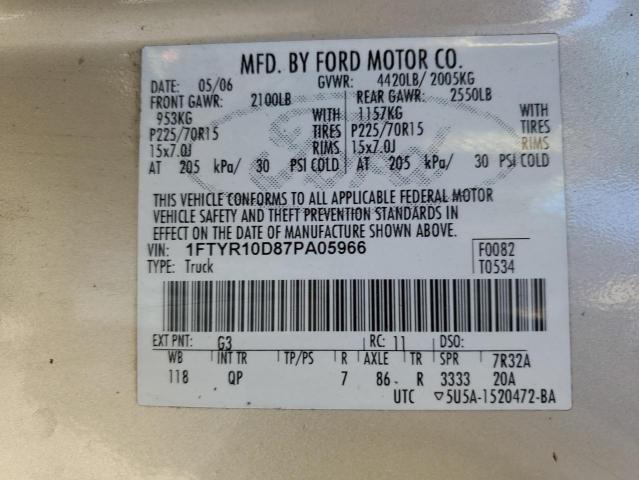 MFD. BY FORD MOTOR CO.
DATE: 05/06 GVWR: 4420LB/ 2005KG
FRONT GAWR: 2100LB REAR GAWR: 2550LB
953KG WITH 1157KG WITH
P225/70R15 TIRES P225/70R15 TIRES
15x7.0J RIMS 15x7.0J RIMS
AT 205 kPa/ 30 PSI COLD AT 205 kPa/ 30 PSI COLD
THIS VEHICLE CONFORMS TO ALL APPLICABLE FEDERAL MOTOR
VEHICLE SAFETY AND THEFT PREVENTION STANDARDS IN
EFFECT ON THE DATE OF MANUFACTURE SHOWN ABOVE.
VIN: 1FTYR10D87PA05966 F0082
TYPE: Truck T0534
EXT PNT: G3 RC: 11 DSO:
WB INT TR TP/PS R AXLE TR SPR 7R32A
118 QP 7 86 R 3333 20A
UTC ▽5U5A-1520472-BA